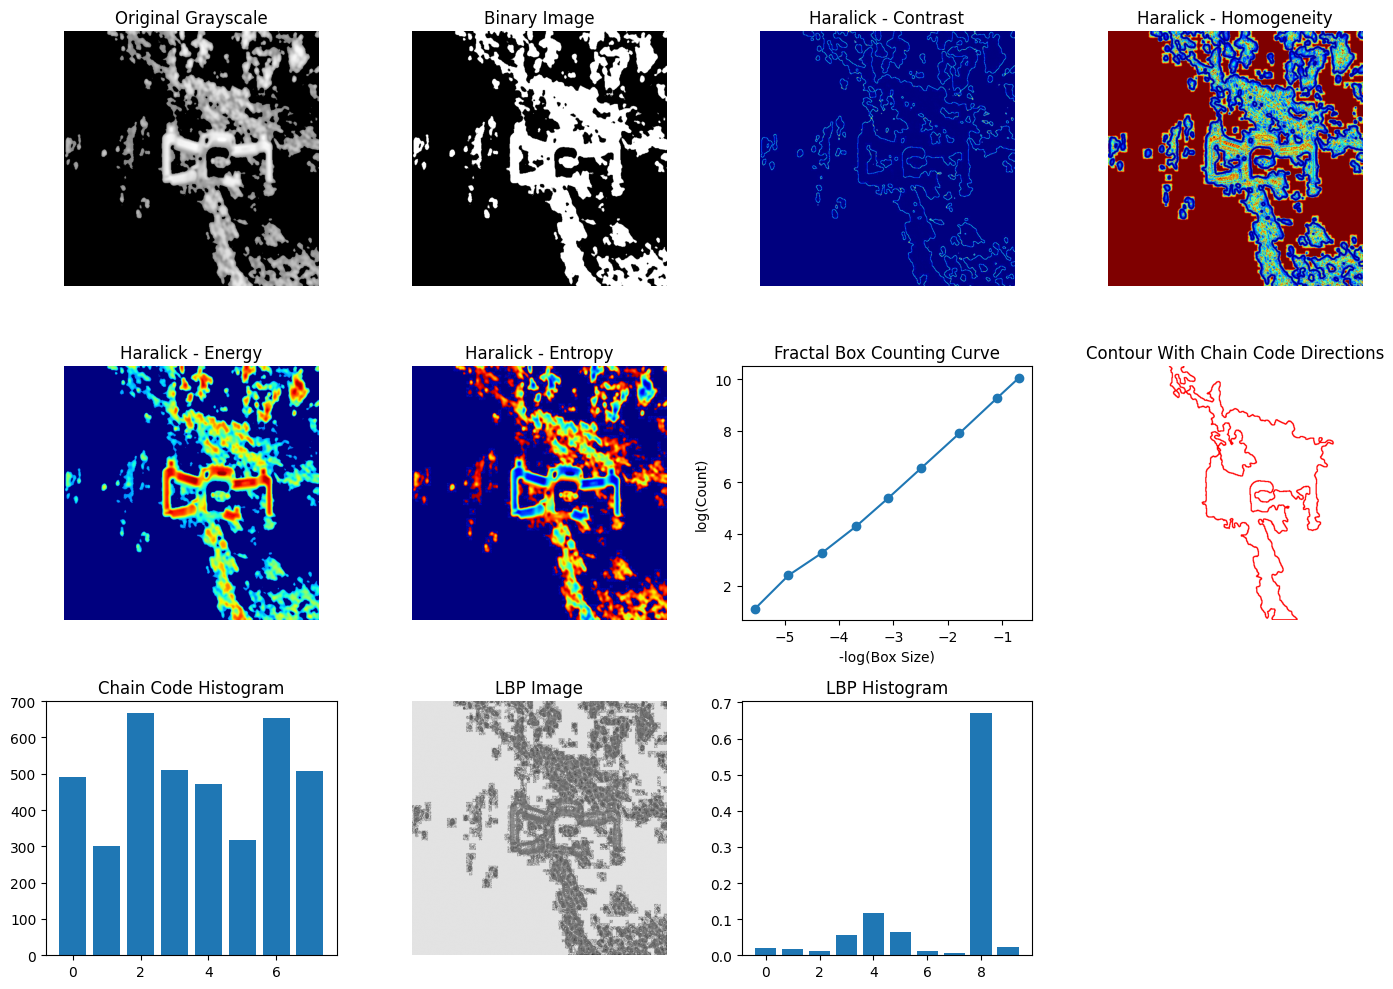 Original Grayscale
Binary Image
Haralick - Contrast
Haralick - Homogeneity
Haralick - Energy
Haralick - Entropy
Fractal Box Counting Curve
10
8
6
4
2
log(Count)
−5
−4
−3
−2
−1
-log(Box Size)
Contour With Chain Code Directions
Chain Code Histogram
700
600
500
400
300
200
100
0
0
2
4
6
LBP Image
LBP Histogram
0.7
0.6
0.5
0.4
0.3
0.2
0.1
0.0
0
2
4
6
8